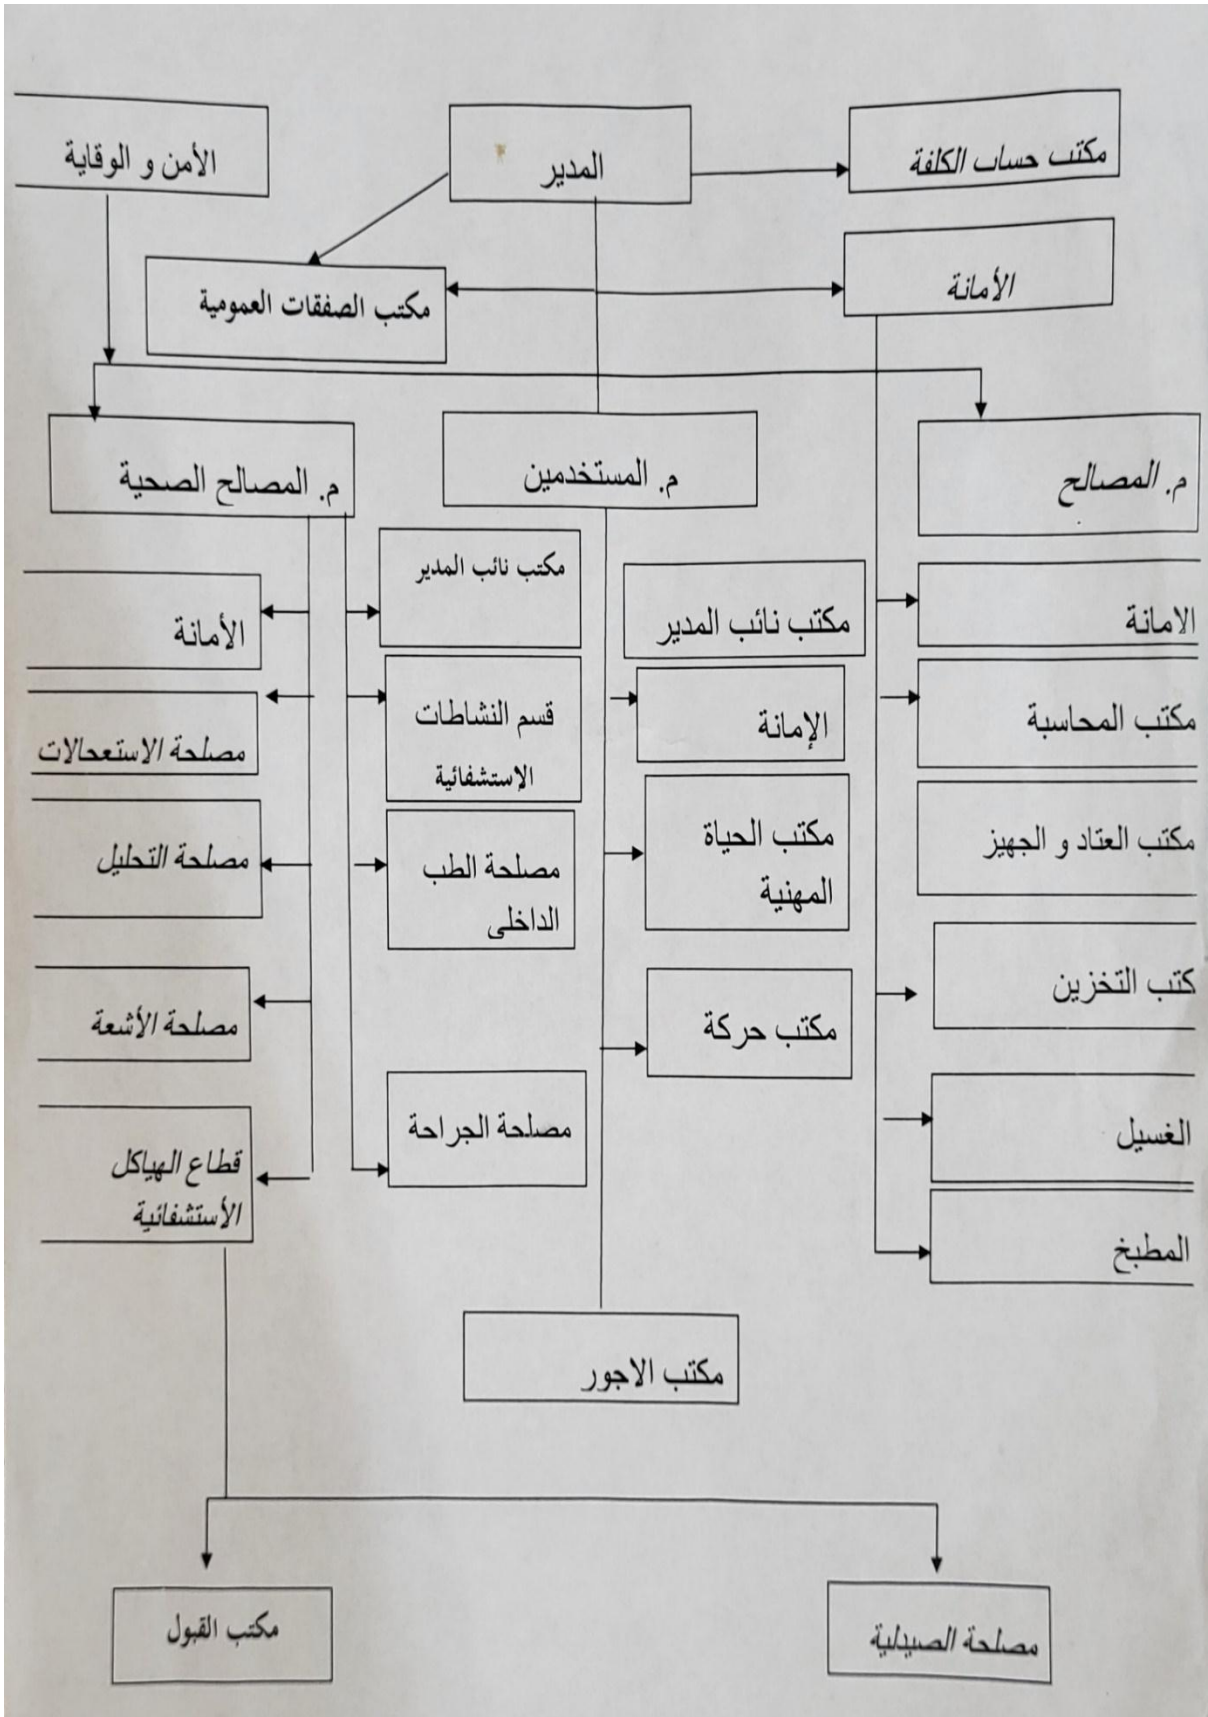 مكتب حساب الكلفة
المدير
الأمن و الوقاية
الأمانة
مكتب الصفقات العمومية
م. المصالح
م. المستخدمين
م. المصالح الصحية
الامانة
مكتب المحاسبة
مكتب العتاد و الجهيز
كتب التخزين
الغسيل
المطبخ
مكتب نائب المدير
الإمانة
مكتب الحياة
المهنية
مكتب حركة
مكتب الاجور
مكتب نائب المدير
قسم النشاطات
الإستشفائية
مصلحة الطب
الداخلى
مصلحة الجراحة
الأمانة
مصلحة الاستعحالات
مصلحة التحليل
مصلحة الأشعة
قطاع الهياكل
الأستشفائية
مصلحة الصيدلية
مكتب القبول